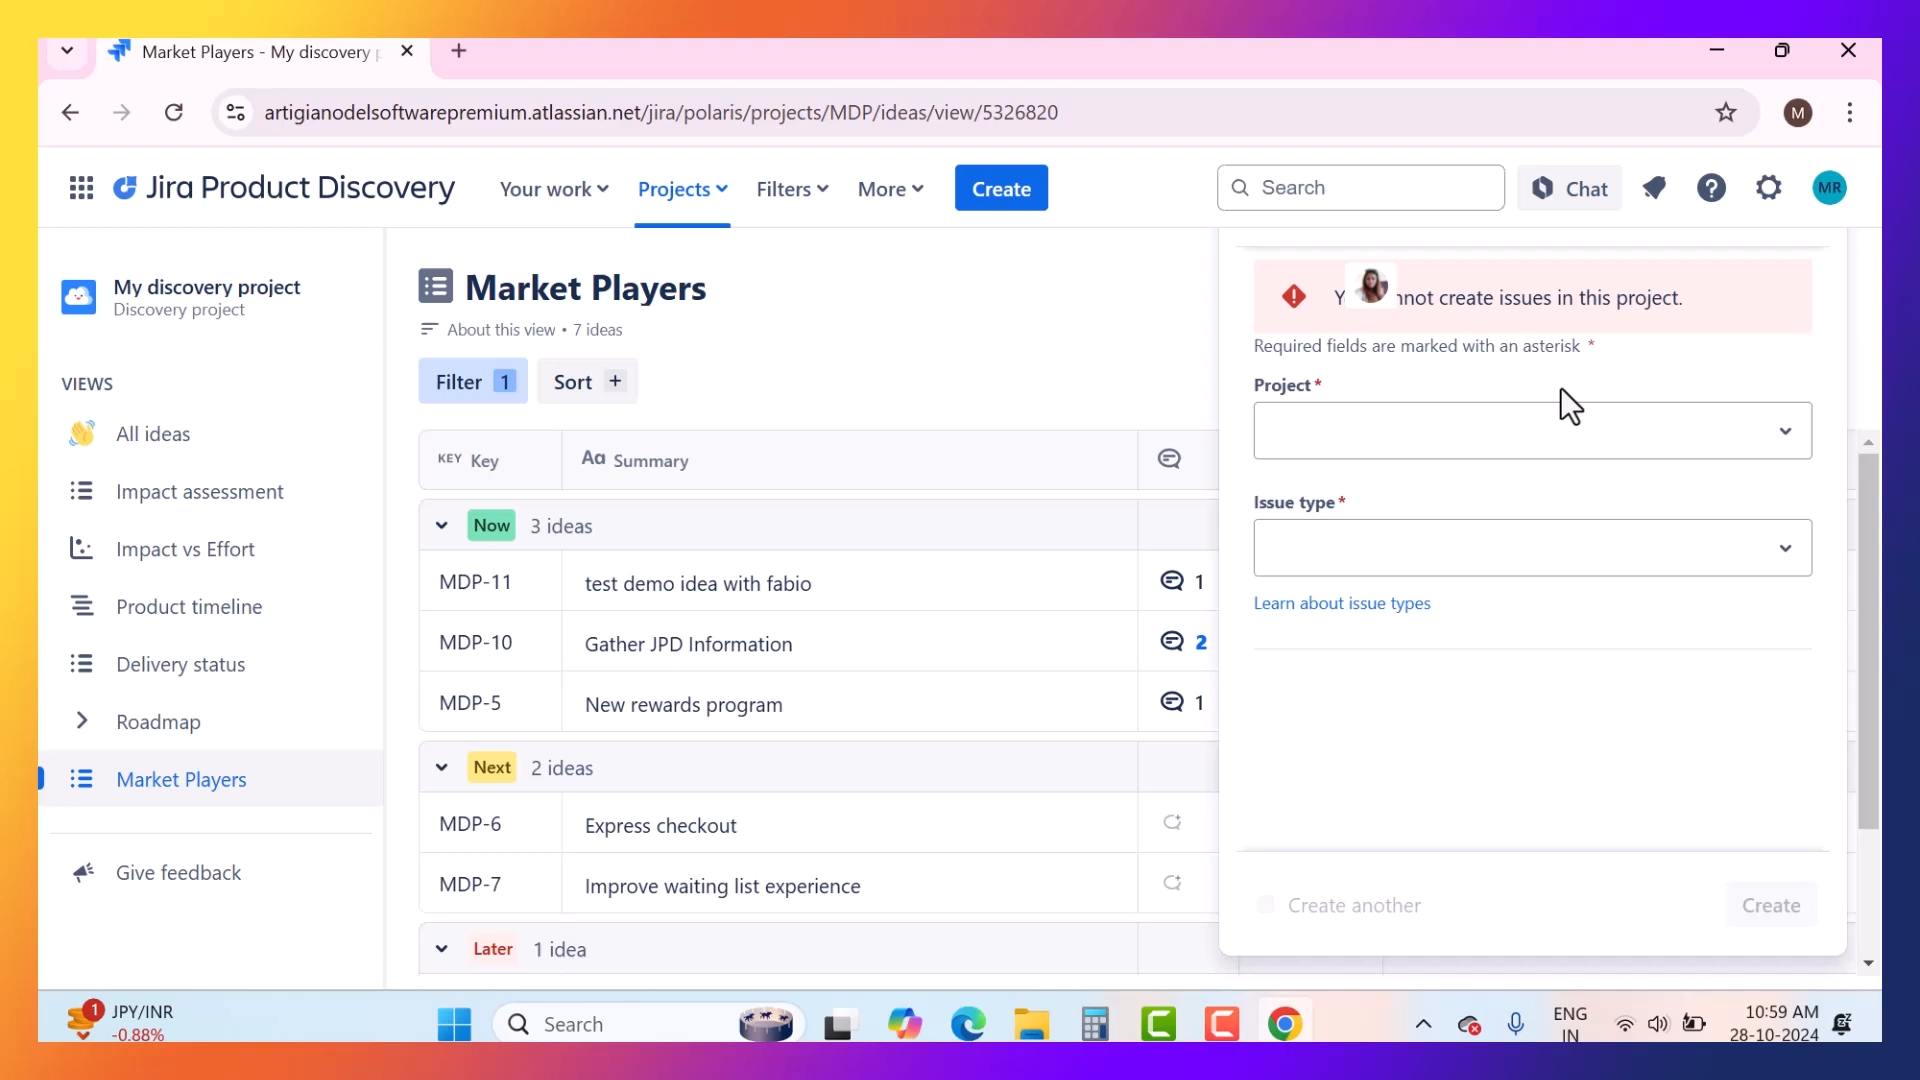 Market Players - My discovery p
artigianodelsoftwarepremium.atlassian.net/jira/polaris/projects/MDP/ideas/view/5326820
M
Jira Product Discovery
Your work
Projects
Filters
More
Create
Search
Chat
MR
My discovery project
Discovery project
VIEWS
All ideas
Impact assessment
Impact vs Effort
Product timeline
Delivery status
Roadmap
Market Players
Give feedback
Market Players
About this view • 7 ideas
Filter 1
Sort +
KEY Key
Aa Summary
Now 3 ideas
MDP-11 test demo idea with fabio 1
MDP-10 Gather JPD Information 2
MDP-5 New rewards program 1
Next 2 ideas
MDP-6 Express checkout
MDP-7 Improve waiting list experience
Later 1 idea
create issues in this project.
Required fields are marked with an asterisk *
Project *
Issue type *
Learn about issue types
Create another
Create
1
JPY/INR
-0.88%
Search
ENG
IN
10:59 AM
28-10-2024